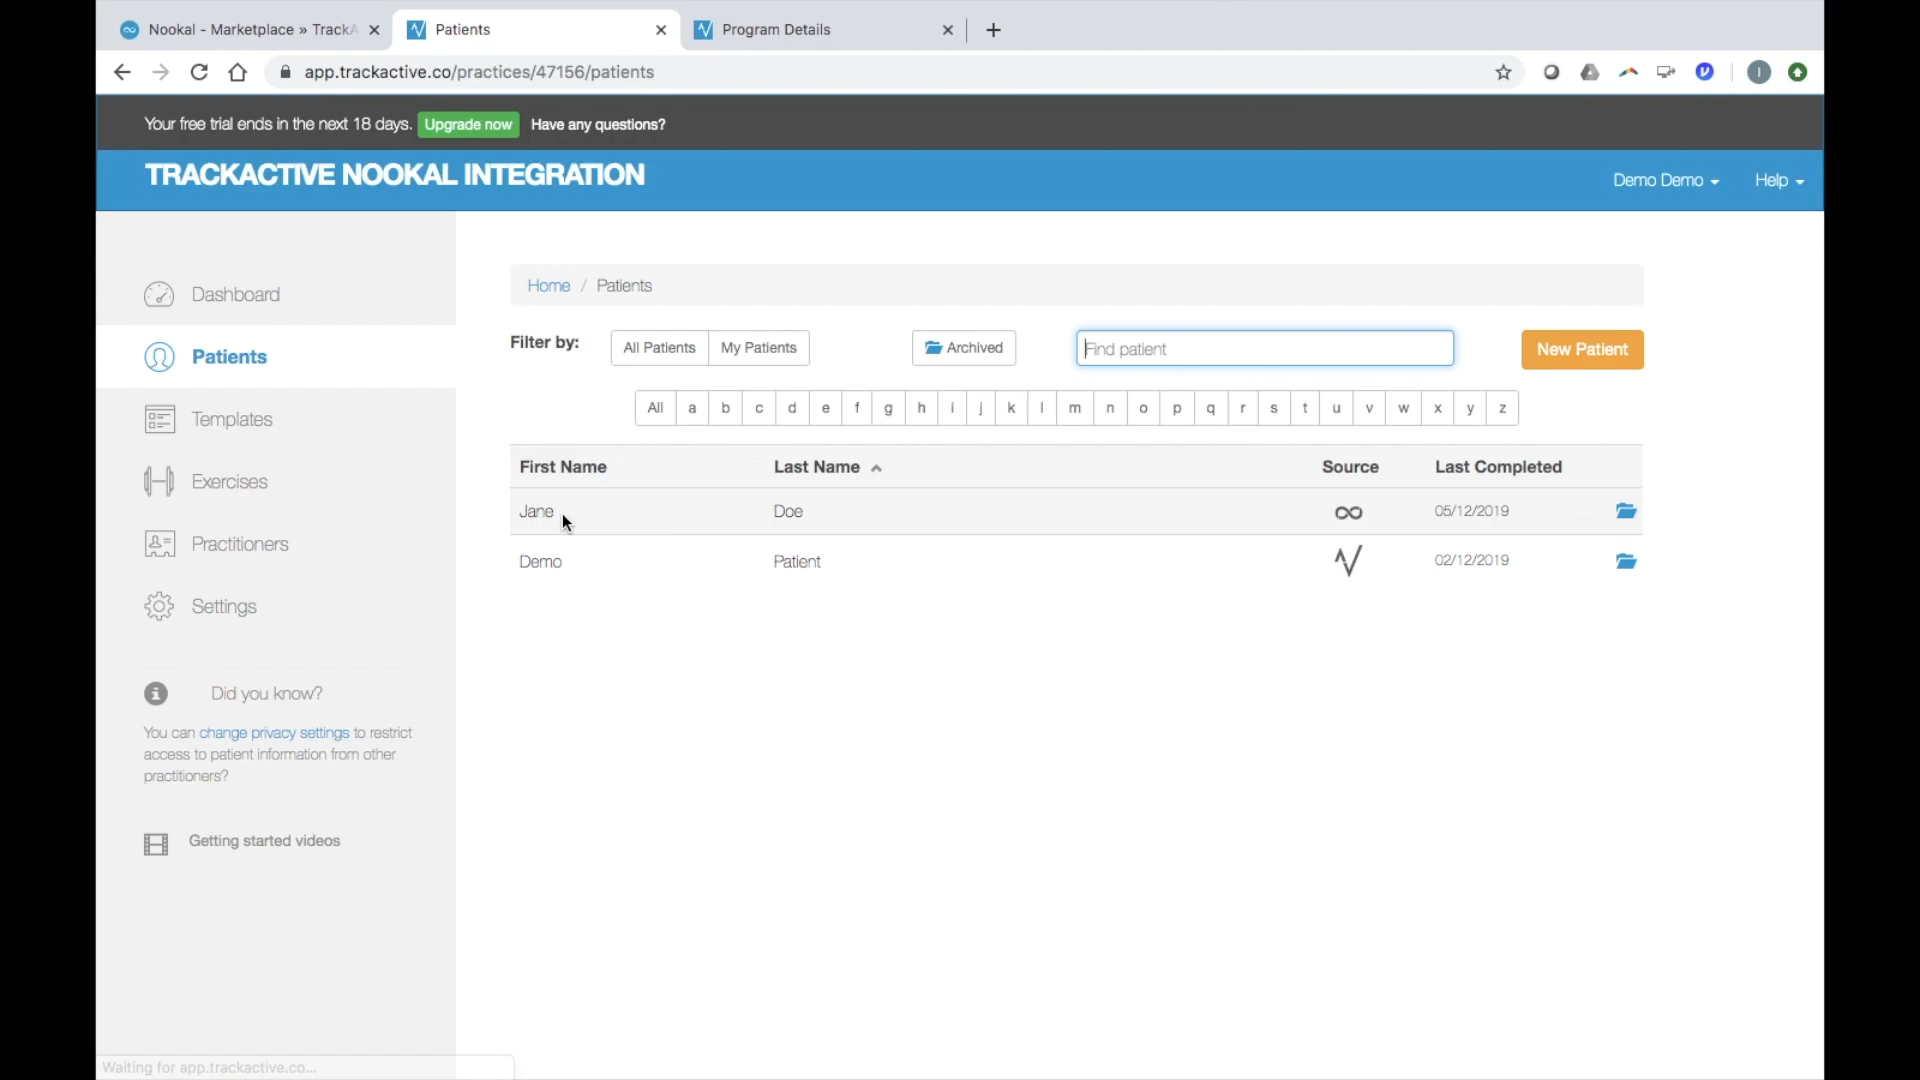 Nookal - Marketplace » TrackA
Patients
Program Details
app.trackactive.co/practices/47156/patients
Your free trial ends in the next 18 days. Upgrade now Have any questions?
TRACKACTIVE NOOKAL INTEGRATION
Demo Demo
Help
Dashboard
Patients
Templates
Exercises
Practitioners
Settings
Did you know?
You can change privacy settings to restrict
access to patient information from other
practitioners?
Getting started videos
Home / Patients
Filter by: All Patients My Patients Archived Find patient New Patient
All a b c d e f g h i j k l m n o p q r s t u v w x y z
First Name Last Name Source Last Completed
Jane Doe 05/12/2019
Demo Patient 02/12/2019
Waiting for app.trackactive.co...